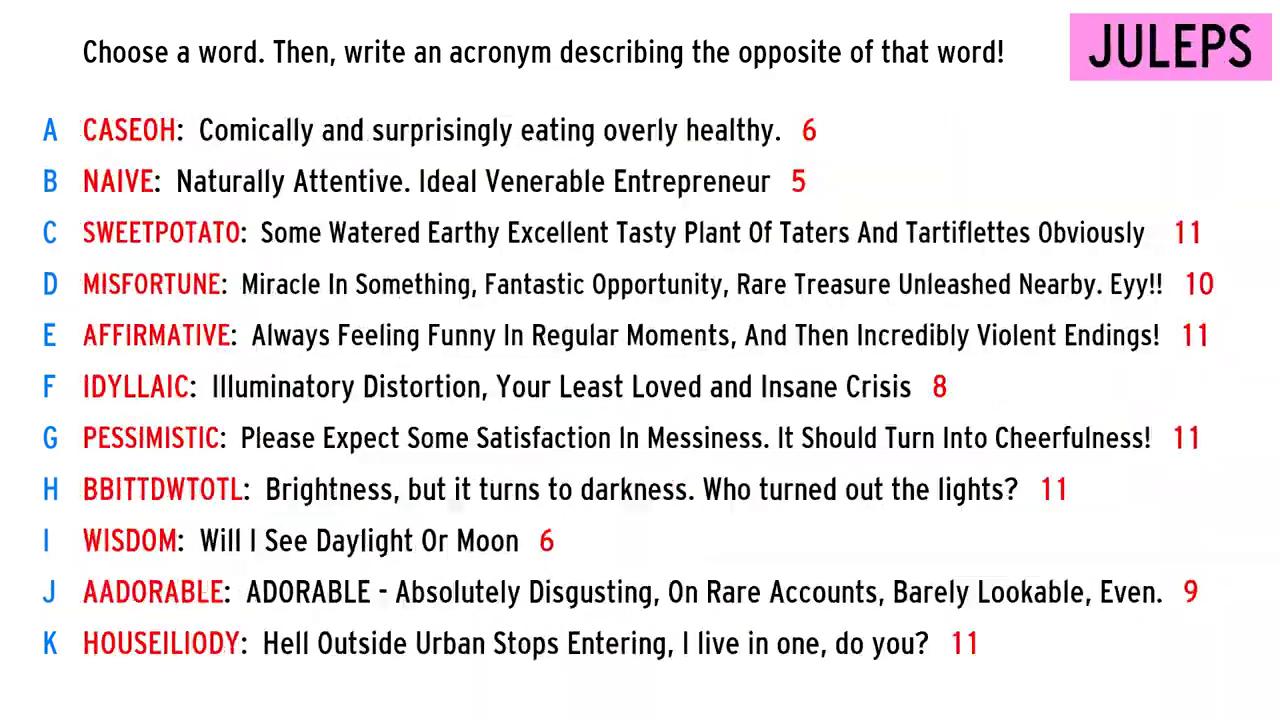 Choose a word. Then, write an acronym describing the opposite of that word!
JULEPS
A CASEOH: Comically and surprisingly eating overly healthy. 6
B NAIVE: Naturally Attentive. Ideal Venerable Entrepreneur 5
C SWEETPOTATO: Some Watered Earthy Excellent Tasty Plant Of Taters And Tartiflettes Obviously 11
D MISFORTUNE: Miracle In Something, Fantastic Opportunity, Rare Treasure Unleashed Nearby. Eyy!! 10
E AFFIRMATIVE: Always Feeling Funny In Regular Moments, And Then Incredibly Violent Endings! 11
F IDYLLAIC: Illuminatory Distortion, Your Least Loved and Insane Crisis 8
G PESSIMISTIC: Please Expect Some Satisfaction In Messiness. It Should Turn Into Cheerfulness! 11
H BBITTDWTOTL: Brightness, but it turns to darkness. Who turned out the lights? 11
I WISDOM: Will I See Daylight Or Moon 6
J AADORABLE: ADORABLE - Absolutely Disgusting, On Rare Accounts, Barely Lookable, Even. 9
K HOUSEILIODY: Hell Outside Urban Stops Entering, I live in one, do you? 11